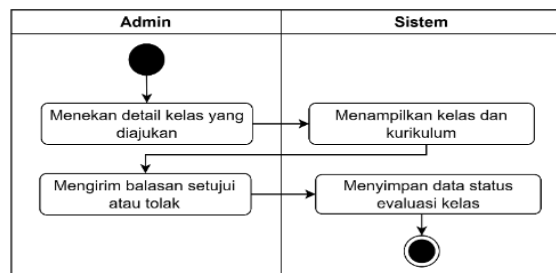 Admin
Sistem
Menekan detail kelas yang
diajukan
Menampilkan kelas dan
kurikulum
Mengirim balasan setujui
atau tolak
Menyimpan data status
evaluasi kelas